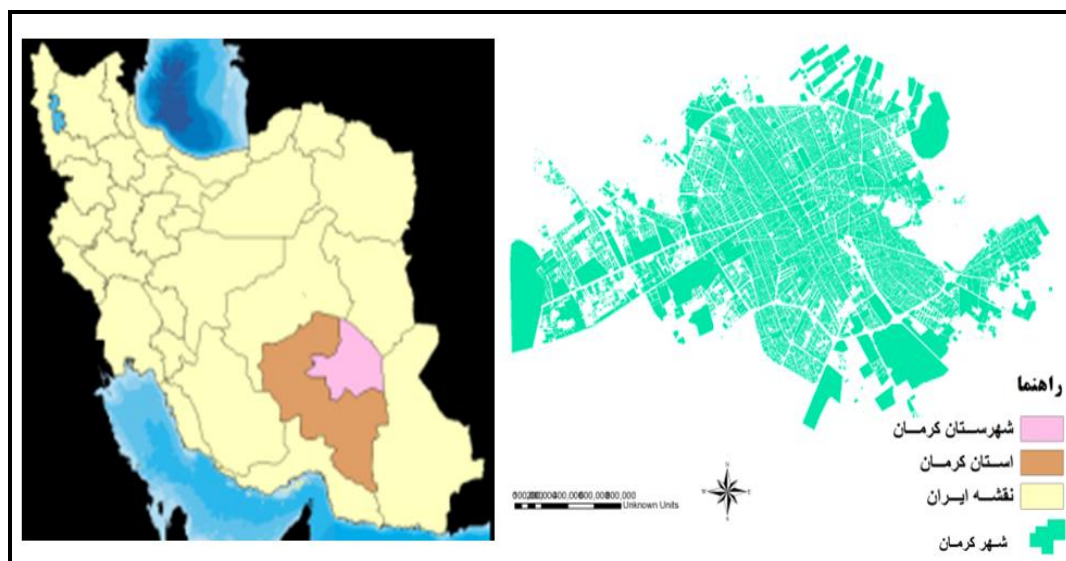 راهنما
شهرستان کرمان
استان کرمان
نقشه ایران
شهر کرمان
N
W
E
S
Unknown Units